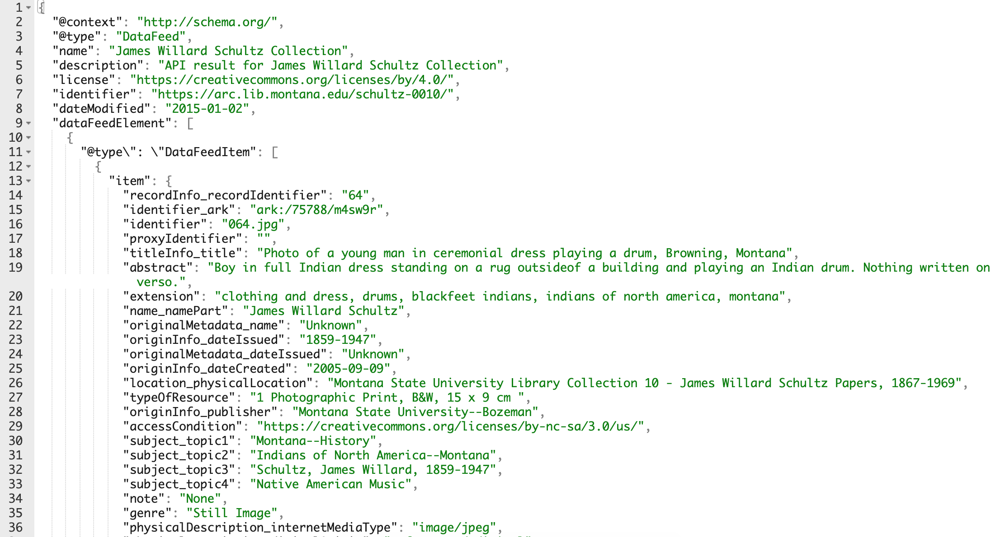 1 {
2 "@context": "http://schema.org/",
3 "@type": "DataFeed",
4 "name": "James Willard Schultz Collection",
5 "description": "API result for James Willard Schultz Collection",
6 "license": "https://creativecommons.org/licenses/by/4.0/",
7 "identifier": "https://arc.lib.montana.edu/schultz-0010/",
8 "dateModified": "2015-01-02",
9 "dataFeedElement": [
10 {
11 "@type\": \"DataFeedItem": [
12 {
13 "item": {
14 "recordInfo_recordIdentifier": "64",
15 "identifier_ark": "ark:/75788/m4sw9r",
16 "identifier": "064.jpg",
17 "proxyIdentifier": "",
18 "titleInfo_title": "Photo of a young man in ceremonial dress playing a drum, Browning, Montana",
19 "abstract": "Boy in full Indian dress standing on a rug outsideof a building and playing an Indian drum. Nothing written on
verso.",
20 "extension": "clothing and dress, drums, blackfeet indians, indians of north america, montana",
21 "name_namePart": "James Willard Schultz",
22 "originalMetadata_name": "Unknown",
23 "originInfo_dateIssued": "1859-1947",
24 "originalMetadata_dateIssued": "Unknown",
25 "originInfo_dateCreated": "2005-09-09",
26 "location_physicalLocation": "Montana State University Library Collection 10 - James Willard Schultz Papers, 1867-1969",
27 "typeOfResource": "1 Photographic Print, B&W, 15 x 9 cm ",
28 "originInfo_publisher": "Montana State University--Bozeman",
29 "accessCondition": "https://creativecommons.org/licenses/by-nc-sa/3.0/us/",
30 "subject_topic1": "Montana--History",
31 "subject_topic2": "Indians of North America--Montana",
32 "subject_topic3": "Schultz, James Willard, 1859-1947",
33 "subject_topic4": "Native American Music",
34 "note": "None",
35 "genre": "Still Image",
36 "physicalDescription_internetMediaType": "image/jpeg",